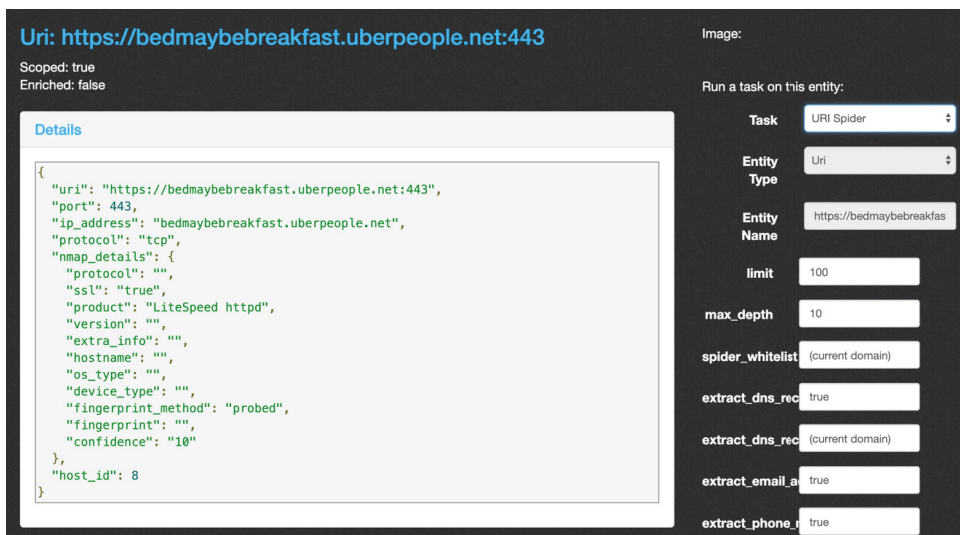 Uri: https://bedmaybebreakfast.uberpeople.net:443
Scoped: true
Enriched: false
Details
{
"uri": "https://bedmaybebreakfast.uberpeople.net:443",
"port": 443,
"ip_address": "bedmaybebreakfast.uberpeople.net",
"protocol": "tcp",
"nmap_details": {
"protocol": "",
"ssl": "true",
"product": "LiteSpeed httpd",
"version": "",
"extra_info": "",
"hostname": "",
"os_type": "",
"device_type": "",
"fingerprint_method": "probed",
"fingerprint": "",
"confidence": "10"
},
"host_id": 8
}
Image:
Run a task on this entity:
Task URI Spider
Entity Type Uri
Entity Name https://bedmaybebreakfas
limit 100
max_depth 10
spider_whitelist (current domain)
extract_dns_rec true
extract_dns_rec (current domain)
extract_email_a true
extract_phone_r true